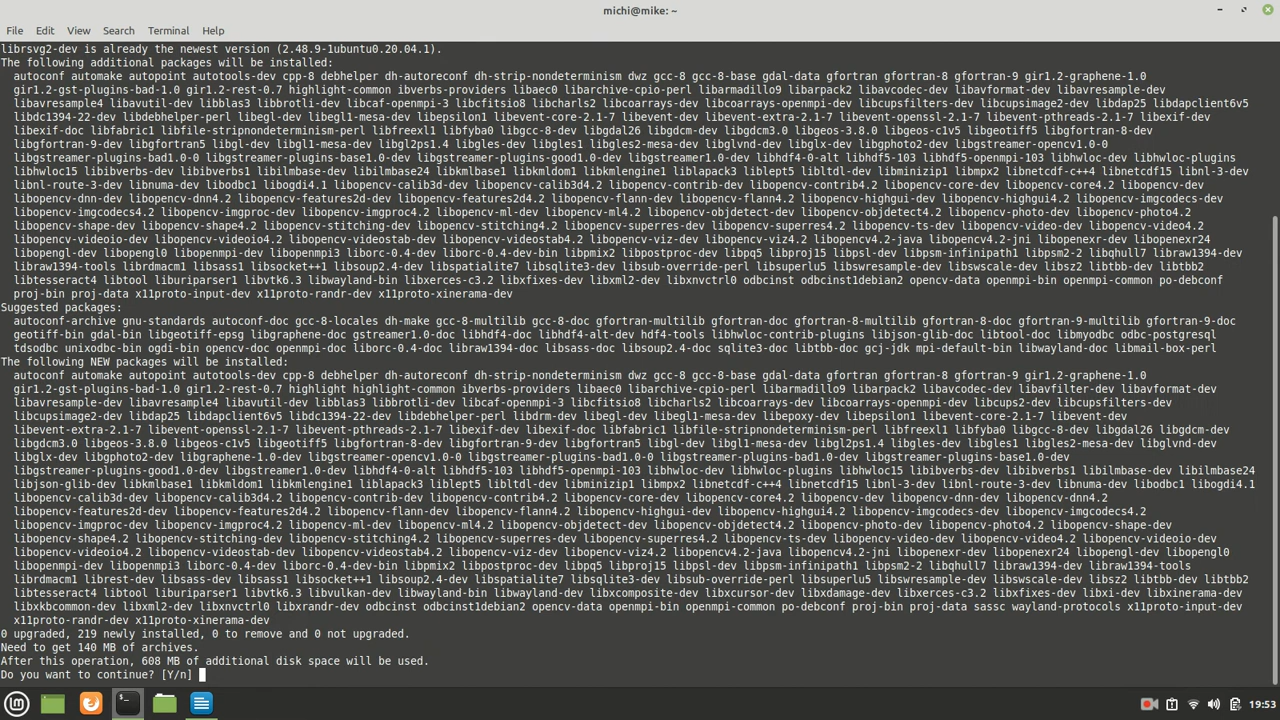 michi@mike: ~
File Edit View Search Terminal Help
librsvg2-dev is already the newest version (2.48.9-1ubuntu0.20.04.1).
The following additional packages will be installed:
autoconf automake autopoint autotools-dev cpp-8 debhelper dh-autoreconf dh-strip-nondeterminism dwz gcc-8 gcc-8-base gdal-data gfortran gfortran-8 gfortran-9 gir1.2-graphene-1.0
gir1.2-gst-plugins-bad-1.0 gir1.2-rest-0.7 highlight-common ibverbs-providers libaec0 libarchive-cpio-perl libarmadillo9 libarpack2 libavcodec-dev libavformat-dev libavresample-dev
libavresample4 libavutil-dev libblas3 libbrotli-dev libcaf-openmpi-3 libcfitsio8 libcharls2 libcoarrays-dev libcoarrays-openmpi-dev libcupsfilters-dev libcupsimage2-dev libdap25 libdapclient6v5
libdc1394-22-dev libdebhelper-perl libegl-dev libegl1-mesa-dev libepsilon1 libevent-core-2.1-7 libevent-dev libevent-extra-2.1-7 libevent-openssl-2.1-7 libevent-pthreads-2.1-7 libexif-dev
libexif-doc libfabric1 libfile-stripnondeterminism-perl libfreexl1 libfyba0 libgcc-8-dev libgdal26 libgdcm-dev libgdcm3.0 libgeos-3.8.0 libgeos-c1v5 libgeotiff5 libgfortran-8-dev
libgfortran-9-dev libgfortran5 libgl-dev libgl1-mesa-dev libgl2ps1.4 libgles-dev libgles1 libgles2-mesa-dev libglvnd-dev libglx-dev libgphoto2-dev libgstreamer-opencv1.0-0
libgstreamer-plugins-bad1.0-0 libgstreamer-plugins-base1.0-dev libgstreamer-plugins-good1.0-dev libgstreamer1.0-dev libhdf4-0-alt libhdf5-103 libhdf5-openmpi-103 libhwloc-dev libhwloc-plugins
libhwloc15 libibverbs-dev libibverbs1 libilmbase-dev libilmbase24 libkmlbase1 libkmldom1 libkmlengine1 liblapack3 liblept5 libltdl-dev libminizip1 libmpx2 libnetcdf-c++4 libnetcdf15 libnl-3-dev
libnl-route-3-dev libnuma-dev libodbc1 libogdi4.1 libopencv-calib3d-dev libopencv-calib3d4.2 libopencv-contrib-dev libopencv-contrib4.2 libopencv-core-dev libopencv-core4.2 libopencv-dev
libopencv-dnn-dev libopencv-dnn4.2 libopencv-features2d-dev libopencv-features2d4.2 libopencv-flann-dev libopencv-flann4.2 libopencv-highgui-dev libopencv-highgui4.2 libopencv-imgcodecs-dev
libopencv-imgcodecs4.2 libopencv-imgproc-dev libopencv-imgproc4.2 libopencv-ml-dev libopencv-ml4.2 libopencv-objdetect-dev libopencv-objdetect4.2 libopencv-photo-dev libopencv-photo4.2
libopencv-shape-dev libopencv-shape4.2 libopencv-stitching-dev libopencv-stitching4.2 libopencv-superres-dev libopencv-superres4.2 libopencv-ts-dev libopencv-video-dev libopencv-video4.2
libopencv-videoio-dev libopencv-videoio4.2 libopencv-videostab-dev libopencv-videostab4.2 libopencv-viz-dev libopencv-viz4.2 libopencv4.2-java libopencv4.2-jni libopenexr-dev libopenexr24
libopengl-dev libopengl0 libopenmpi-dev libopenmpi3 liborc-0.4-dev liborc-0.4-dev-bin libpmix2 libpostproc-dev libpq5 libproj15 libpsl-dev libpsm-infinipath1 libpsm2-2 libqhull7 libraw1394-dev
libraw1394-tools librdmacm1 libsass1 libsocket++1 libsoup2.4-dev libspatialite7 libsqlite3-dev libsub-override-perl libsuperlu5 libswresample-dev libswscale-dev libsz2 libtbb-dev libtbb2
libtesseract4 libtool liburiparser1 libvtk6.3 libwayland-bin libxerces-c3.2 libxfixes-dev libxml2-dev libxnvctrl0 odbcinst odbcinst1debian2 opencv-data openmpi-bin openmpi-common po-debconf
proj-bin proj-data x11proto-input-dev x11proto-randr-dev x11proto-xinerama-dev
Suggested packages:
autoconf-archive gnu-standards autoconf-doc gcc-8-locales dh-make gcc-8-multilib gcc-8-doc gfortran-multilib gfortran-doc gfortran-8-multilib gfortran-8-doc gfortran-9-multilib gfortran-9-doc
geotiff-bin gdal-bin libgeotiff-epsg libgraphene-doc gstreamer1.0-doc libhdf4-doc libhdf4-alt-dev hdf4-tools libhwloc-contrib-plugins libjson-glib-doc libtool-doc libmyodbc odbc-postgresql
tdsodbc unixodbc-bin ogdi-bin opencv-doc openmpi-doc liborc-0.4-doc libraw1394-doc libsass-doc libsoup2.4-doc sqlite3-doc libtbb-doc gcj-jdk mpi-default-bin libwayland-doc libmail-box-perl
The following NEW packages will be installed:
autoconf automake autopoint autotools-dev cpp-8 debhelper dh-autoreconf dh-strip-nondeterminism dwz gcc-8 gcc-8-base gdal-data gfortran gfortran-8 gfortran-9 gir1.2-graphene-1.0
gir1.2-gst-plugins-bad-1.0 gir1.2-rest-0.7 highlight highlight-common ibverbs-providers libaec0 libarchive-cpio-perl libarmadillo9 libarpack2 libavcodec-dev libavfilter-dev libavformat-dev
libavresample-dev libavresample4 libavutil-dev libblas3 libbrotli-dev libcaf-openmpi-3 libcfitsio8 libcharls2 libcoarrays-dev libcoarrays-openmpi-dev libcups2-dev libcupsfilters-dev
libcupsimage2-dev libdap25 libdapclient6v5 libdc1394-22-dev libdebhelper-perl libdrm-dev libegl-dev libegl1-mesa-dev libepoxy-dev libepsilon1 libevent-core-2.1-7 libevent-dev
libevent-extra-2.1-7 libevent-openssl-2.1-7 libevent-pthreads-2.1-7 libexif-dev libexif-doc libfabric1 libfile-stripnondeterminism-perl libfreexl1 libfyba0 libgcc-8-dev libgdal26 libgdcm-dev
libgdcm3.0 libgeos-3.8.0 libgeos-c1v5 libgeotiff5 libgfortran-8-dev libgfortran-9-dev libgfortran5 libgl-dev libgl1-mesa-dev libgl2ps1.4 libgles-dev libgles1 libgles2-mesa-dev libglvnd-dev
libglx-dev libgphoto2-dev libgraphene-1.0-dev libgstreamer-opencv1.0-0 libgstreamer-plugins-bad1.0-0 libgstreamer-plugins-bad1.0-dev libgstreamer-plugins-base1.0-dev
libgstreamer-plugins-good1.0-dev libgstreamer1.0-dev libhdf4-0-alt libhdf5-103 libhdf5-openmpi-103 libhwloc-dev libhwloc-plugins libhwloc15 libibverbs-dev libibverbs1 libilmbase-dev libilmbase24
libjson-glib-dev libkmlbase1 libkmldom1 libkmlengine1 liblapack3 liblept5 libltdl-dev libminizip1 libmpx2 libnetcdf-c++4 libnetcdf15 libnl-3-dev libnl-route-3-dev libnuma-dev libodbc1 libogdi4.1
libopencv-calib3d-dev libopencv-calib3d4.2 libopencv-contrib-dev libopencv-contrib4.2 libopencv-core-dev libopencv-core4.2 libopencv-dev libopencv-dnn-dev libopencv-dnn4.2
libopencv-features2d-dev libopencv-features2d4.2 libopencv-flann-dev libopencv-flann4.2 libopencv-highgui-dev libopencv-highgui4.2 libopencv-imgcodecs-dev libopencv-imgcodecs4.2
libopencv-imgproc-dev libopencv-imgproc4.2 libopencv-ml-dev libopencv-ml4.2 libopencv-objdetect-dev libopencv-objdetect4.2 libopencv-photo-dev libopencv-photo4.2 libopencv-shape-dev
libopencv-shape4.2 libopencv-stitching-dev libopencv-stitching4.2 libopencv-superres-dev libopencv-superres4.2 libopencv-ts-dev libopencv-video-dev libopencv-video4.2 libopencv-videoio-dev
libopencv-videoio4.2 libopencv-videostab-dev libopencv-videostab4.2 libopencv-viz-dev libopencv-viz4.2 libopencv4.2-java libopencv4.2-jni libopenexr-dev libopenexr24 libopengl-dev libopengl0
libopenmpi-dev libopenmpi3 liborc-0.4-dev liborc-0.4-dev-bin libpmix2 libpostproc-dev libpq5 libproj15 libpsl-dev libpsm-infinipath1 libpsm2-2 libqhull7 libraw1394-dev libraw1394-tools
librdmacm1 librest-dev libsass-dev libsass1 libsocket++1 libsoup2.4-dev libspatialite7 libsqlite3-dev libsub-override-perl libsuperlu5 libswresample-dev libswscale-dev libsz2 libtbb-dev libtbb2
libtesseract4 libtool liburiparser1 libvtk6.3 libvulkan-dev libwayland-bin libwayland-dev libxcomposite-dev libxcursor-dev libxdamage-dev libxerces-c3.2 libxfixes-dev libxi-dev libxinerama-dev
libxkbcommon-dev libxml2-dev libxnvctrl0 libxrandr-dev odbcinst odbcinst1debian2 opencv-data openmpi-bin openmpi-common po-debconf proj-bin proj-data sassc wayland-protocols x11proto-input-dev
x11proto-randr-dev x11proto-xinerama-dev
0 upgraded, 219 newly installed, 0 to remove and 0 not upgraded.
Need to get 140 MB of archives.
After this operation, 608 MB of additional disk space will be used.
Do you want to continue? [Y/n]
19:53